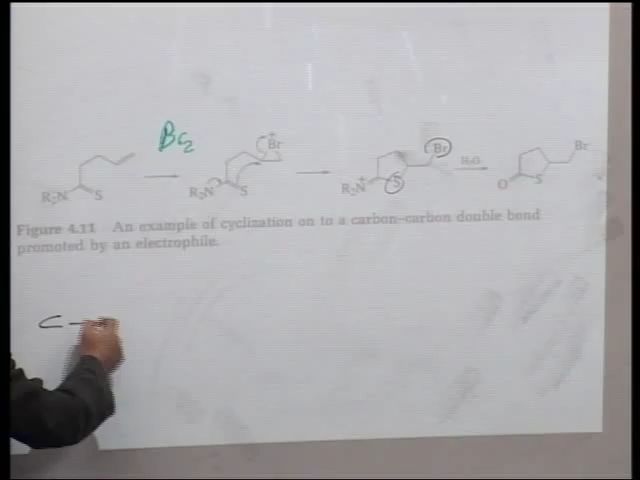 Br2
Br
Br
Br
R2N
S
R2N
S
R2N
S
H2O
O
S
Figure 4.11 An example of cyclization on to a carbon–carbon double bond
promoted by an electrophile.
C